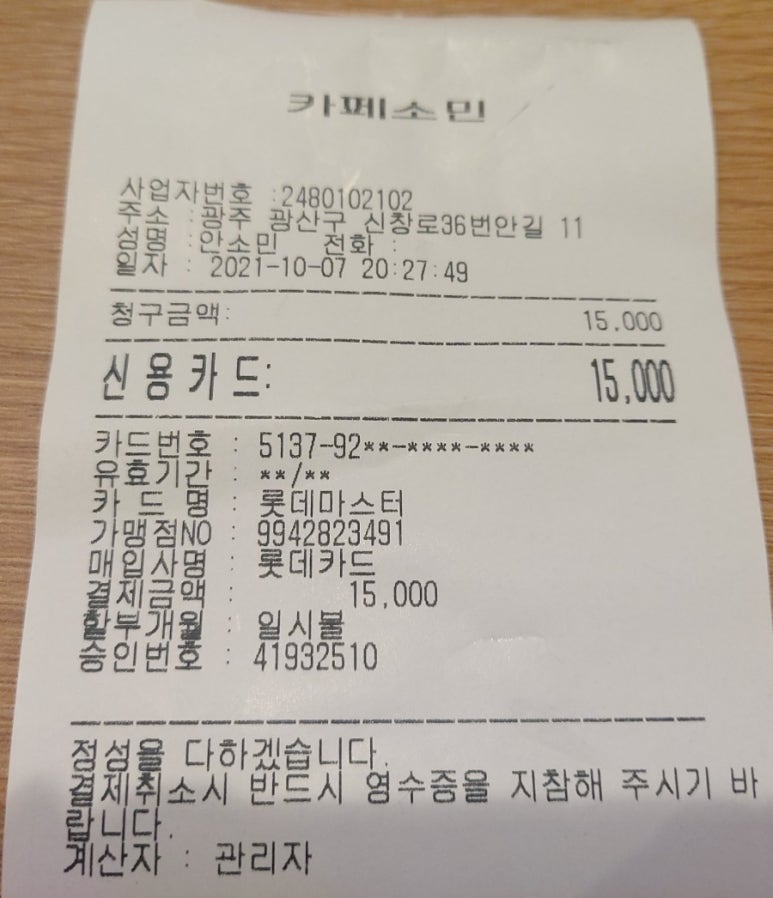 카페소민
사업자번호 :2480102102
주소 :광주 광산구 신창로36번안길 11
성명 :안소민 전화 :
일자 : 2021-10-07 20:27:49
청구금액: 15,000
신용카드: 15,000
카드번호 : 5137-92**-****-****
유효기간 : **/**
카 드 명 : 롯데마스터
가맹점NO : 9942823491
매입사명 : 롯데카드
결제금액 : 15,000
할부개월 : 일시불
승인번호 : 41932510
정성을 다하겠습니다.
결제취소시 반드시 영수증을 지참해 주시기 바
랍니다.
계산자 : 관리자